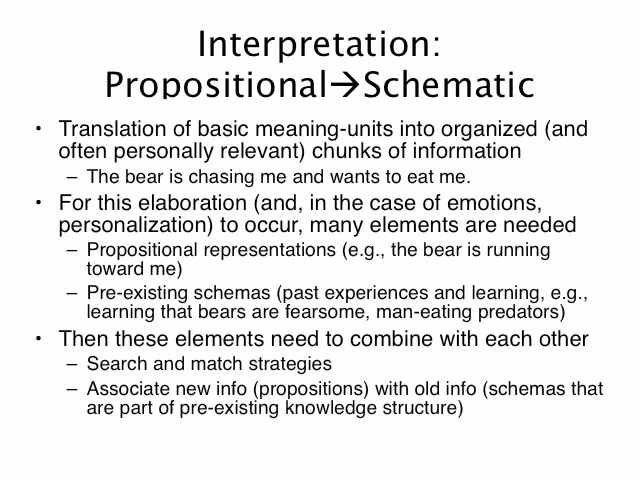 Interpretation:
Propositional→Schematic
• Translation of basic meaning-units into organized (and
often personally relevant) chunks of information
– The bear is chasing me and wants to eat me.
• For this elaboration (and, in the case of emotions,
personalization) to occur, many elements are needed
– Propositional representations (e.g., the bear is running
toward me)
– Pre-existing schemas (past experiences and learning, e.g.,
learning that bears are fearsome, man-eating predators)
• Then these elements need to combine with each other
– Search and match strategies
– Associate new info (propositions) with old info (schemas that
are part of pre-existing knowledge structure)